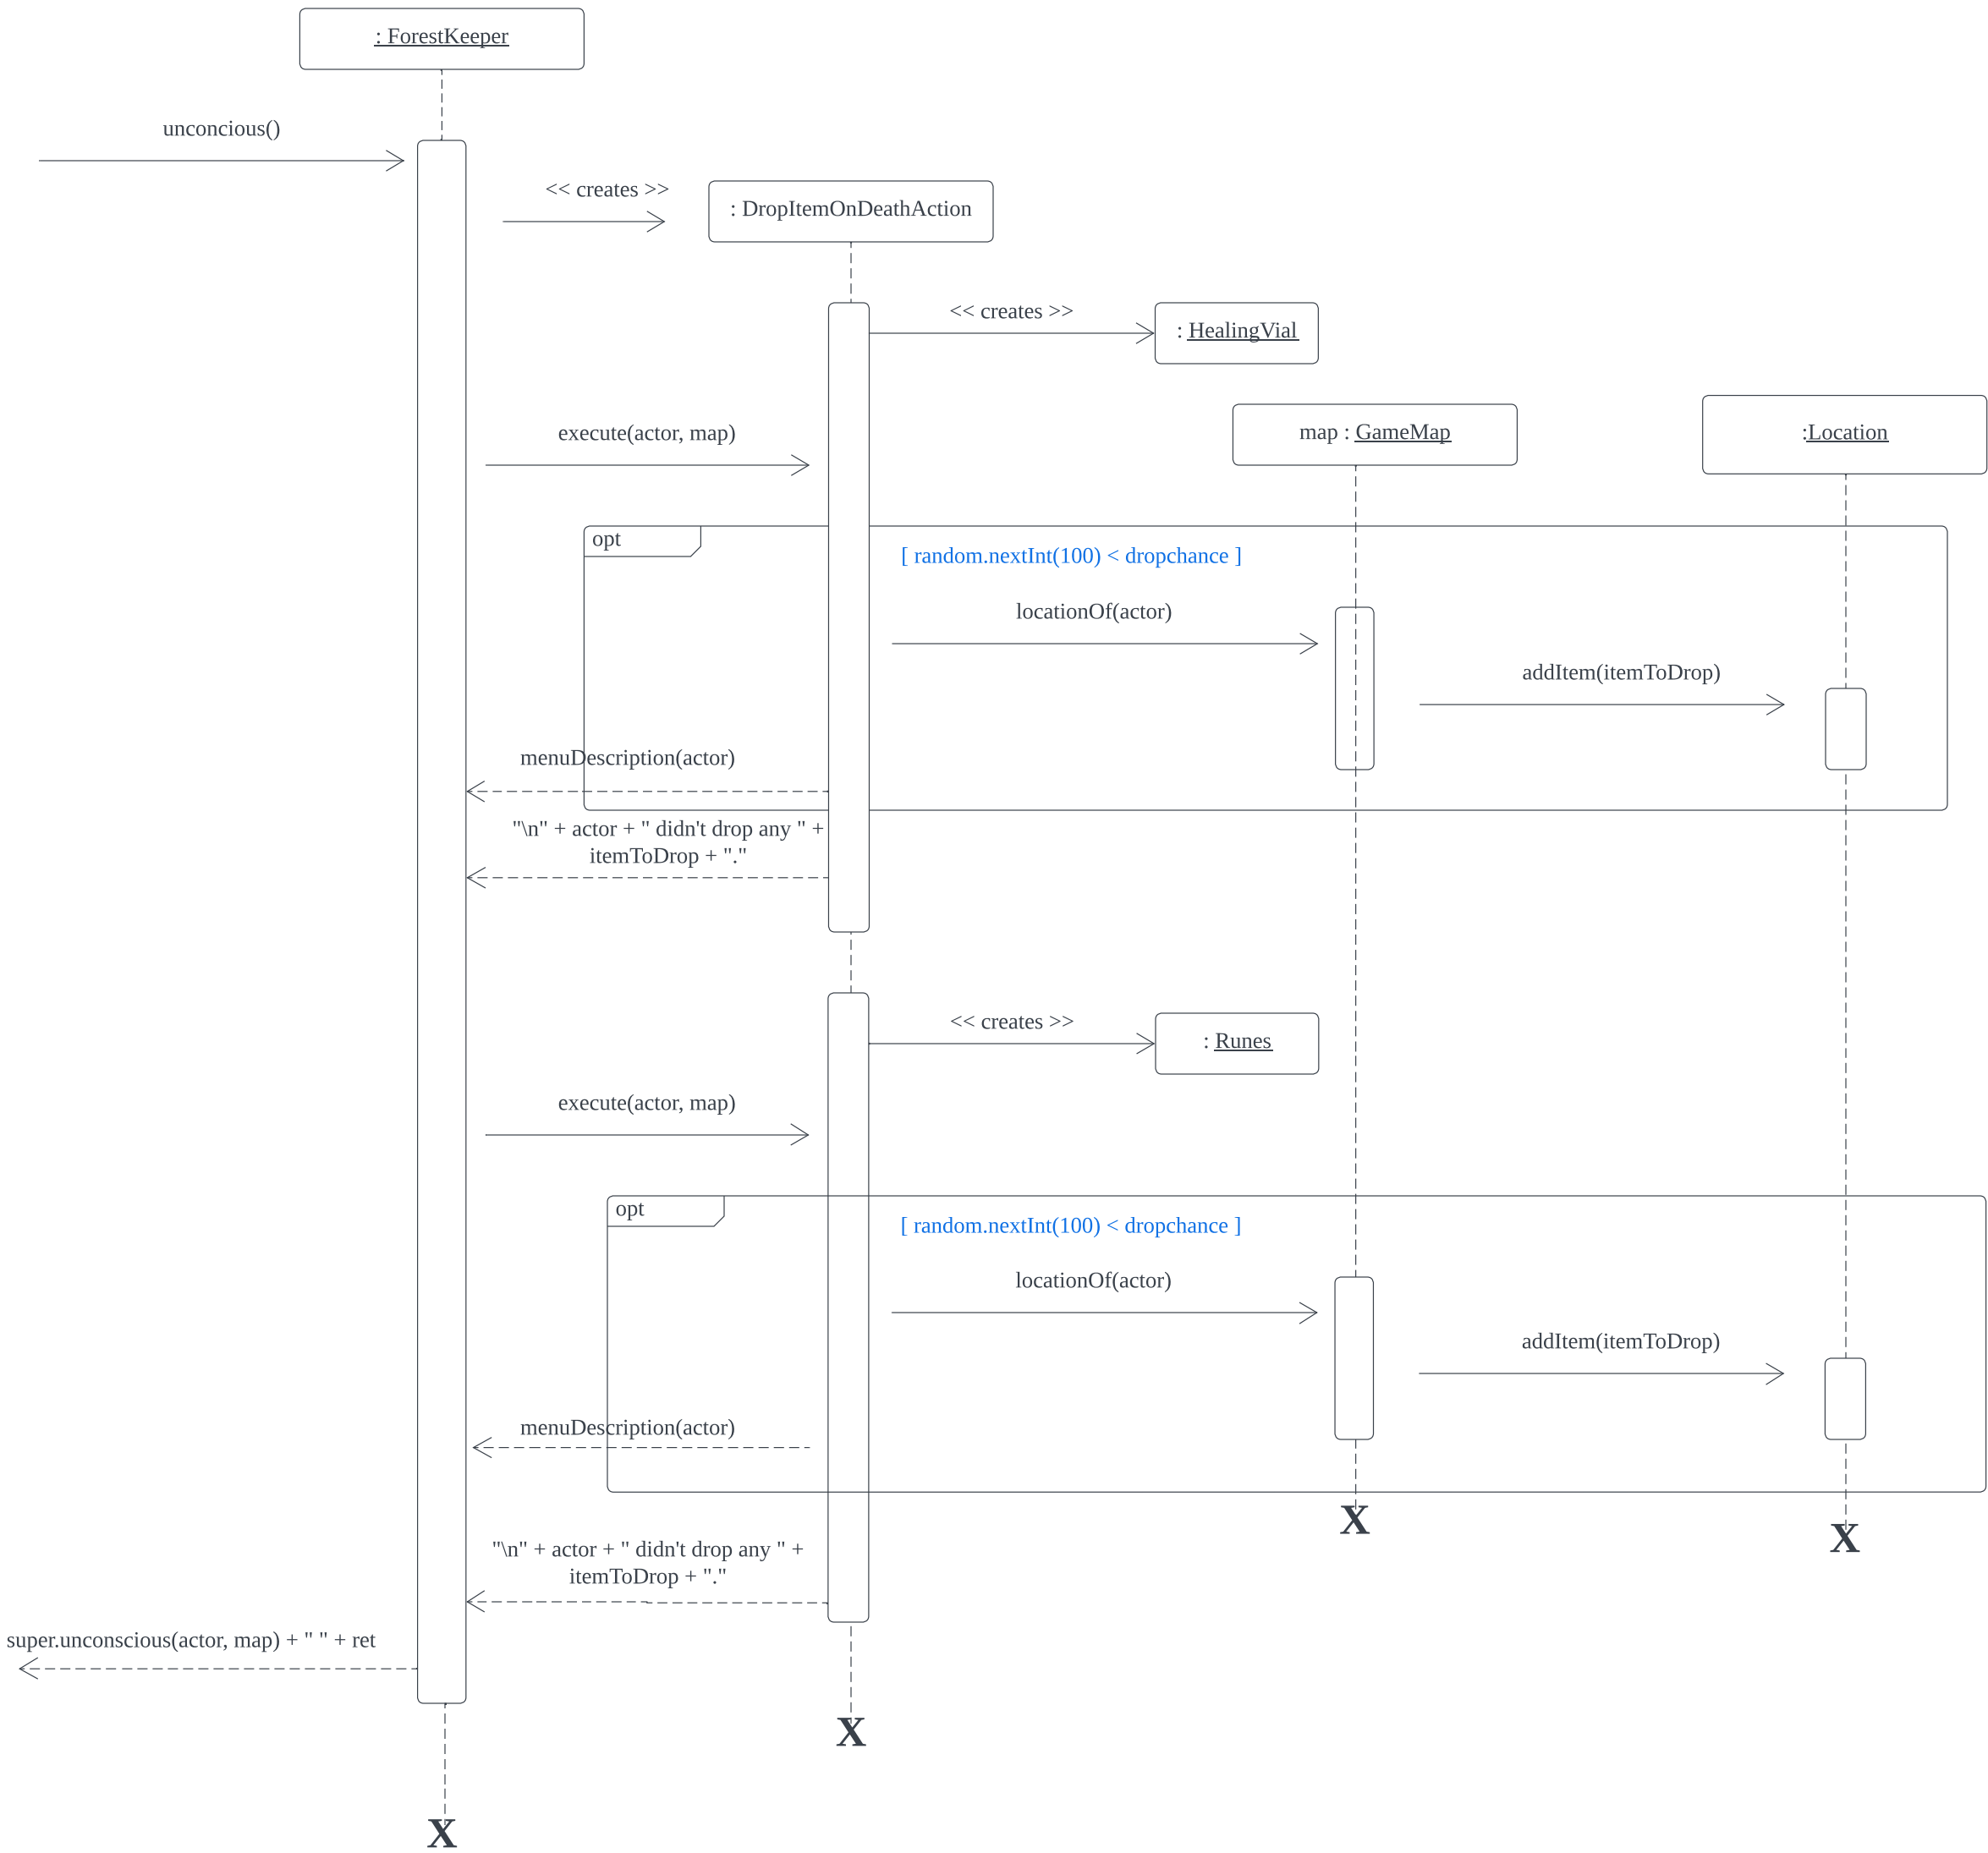 : ForestKeeper
unconcious()
<< creates >>
: DropItemOnDeathAction
<< creates >>
: HealingVial
execute(actor, map)
map : GameMap
:Location
opt
[ random.nextInt(100) < dropchance ]
locationOf(actor)
addItem(itemToDrop)
menuDescription(actor)
"\n" + actor + " didn't drop any " +
itemToDrop + "."
<< creates >>
: Runes
execute(actor, map)
opt
[ random.nextInt(100) < dropchance ]
locationOf(actor)
addItem(itemToDrop)
menuDescription(actor)
X
X
"\n" + actor + " didn't drop any " +
itemToDrop + "."
super.unconscious(actor, map) + " " + ret
X
X